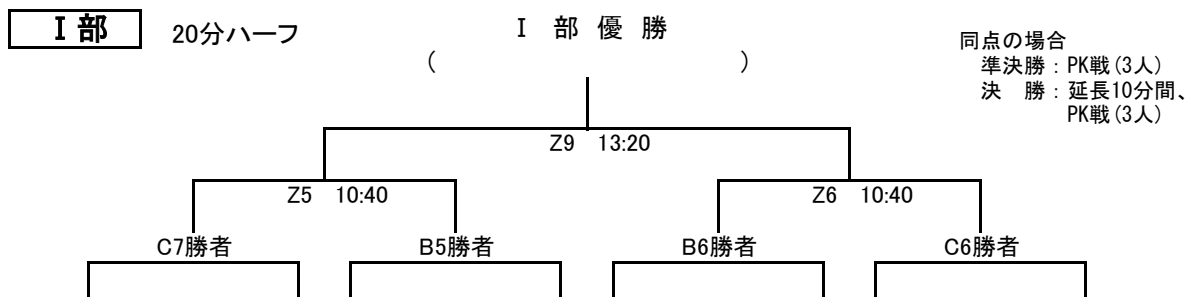 Ⅰ部 20分ハーフ Ⅰ 部 優 勝
( )
同点の場合
準決勝：PK戦(3人)
決 勝：延長10分間、
PK戦(3人)
Z9 13:20
Z5 10:40 Z6 10:40
C7勝者 B5勝者 B6勝者 C6勝者